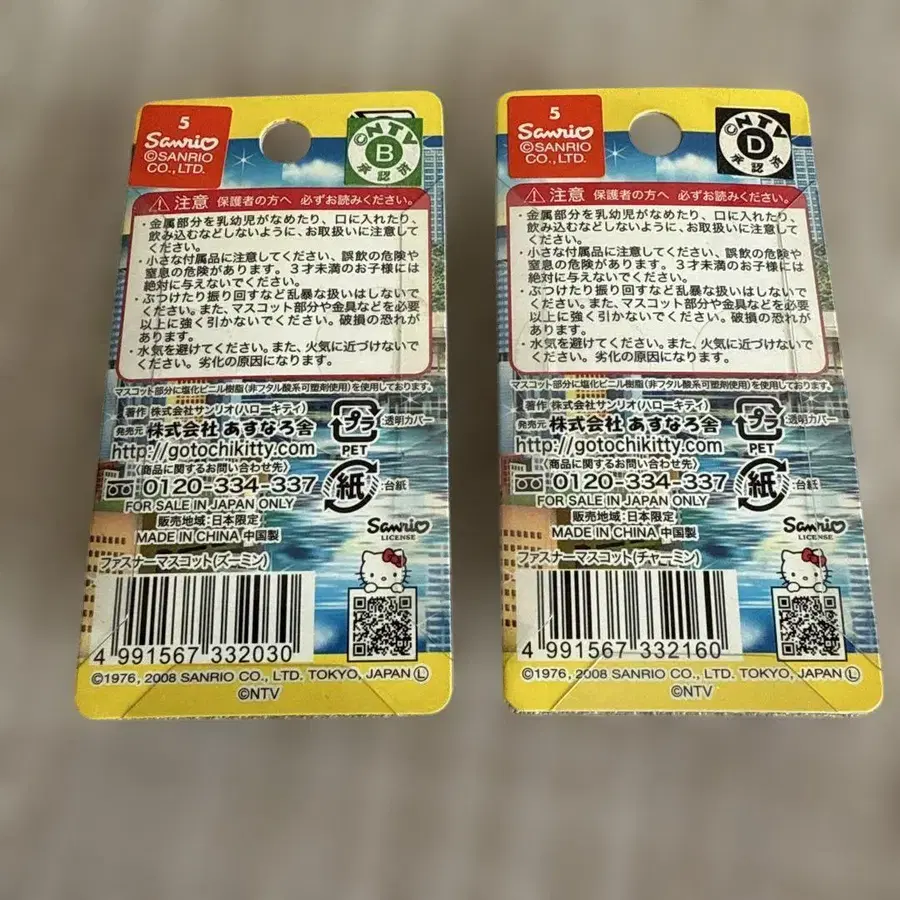 5
Sanrio
©SANRIO
CO., LTD.
©NTV
B
承認済
注意 保護者の方へ 必ずお読みください。
・金属部分を乳幼児がなめたり、口に入れたり、
飲み込むなどしないように、お取扱いに注意して
ください。
・小さな付属品に注意してください、誤飲の危険や
窒息の危険があります。3才未満のお子様には
絶対に与えないでください。
・ぶつけたり振り回すなど乱暴な扱いはしないで
ください。また、マスコット部分や金具などを必要
以上に強く引かないでください。破損の恐れが
あります。
・水気を避けてください。また、火気に近づけないで
ください。劣化の原因になります。
マスコット部分に塩化ビニル樹脂(非フタル酸系可塑剤使用)を使用しております。
著作 株式会社サンリオ(ハローキティ)
発売元 株式会社 あすなろ舎
http://gotochikitty.com
〈商品に関するお問い合わせ先〉
0120-334-337
FOR SALE IN JAPAN ONLY
販売地域:日本限定
MADE IN CHINA 中国製
プラ
PET
:透明カバー
紙
:台紙
Sanrio
LICENSE
ファスナーマスコット(ズーミン)
4 991567 332030
©1976, 2008 SANRIO CO., LTD. TOKYO, JAPAN Ⓛ
©NTV
5
Sanrio
©SANRIO
CO., LTD.
©NTV
D
承認済
注意 保護者の方へ 必ずお読みください。
・金属部分を乳幼児がなめたり、口に入れたり、
飲み込むなどしないように、お取扱いに注意して
ください。
・小さな付属品に注意してください、誤飲の危険や
窒息の危険があります。3才未満のお子様には
絶対に与えないでください。
・ぶつけたり振り回すなど乱暴な扱いはしないで
ください。また、マスコット部分や金具などを必要
以上に強く引かないでください。破損の恐れが
あります。
・水気を避けてください。また、火気に近づけないで
ください。劣化の原因になります。
マスコット部分に塩化ビニル樹脂(非フタル酸系可塑剤使用)を使用しております。
著作 株式会社サンリオ(ハローキティ)
発売元 株式会社 あすなろ舎
http://gotochikitty.com
〈商品に関するお問い合わせ先〉
0120-334-337
FOR SALE IN JAPAN ONLY
販売地域:日本限定
MADE IN CHINA 中国製
プラ
PET
:透明カバー
紙
:台紙
Sanrio
LICENSE
ファスナーマスコット(チャーミン)
4 991567 332160
©1976, 2008 SANRIO CO., LTD. TOKYO, JAPAN Ⓛ
©NTV